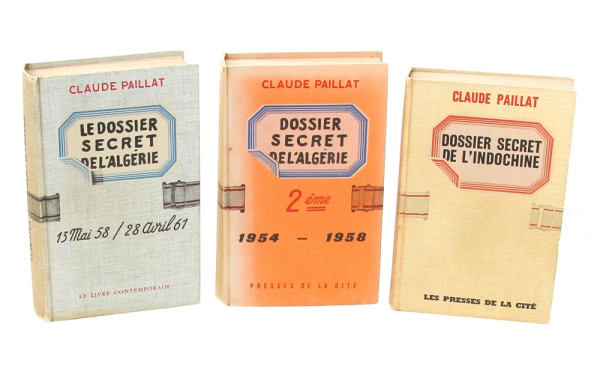 CLAUDE PAILLAT
LE DOSSIER
SECRET
DE L'ALGÉRIE
13 Mai 58 / 28 Avril 61
LE LIVRE CONTEMPORAIN
CLAUDE PAILLAT
DOSSIER
SECRET
DE L'ALGÉRIE
2ème
1954 - 1958
PRESSES DE LA CITÉ
CLAUDE PAILLAT
DOSSIER SECRET
DE L'INDOCHINE
LES PRESSES DE LA CITÉ